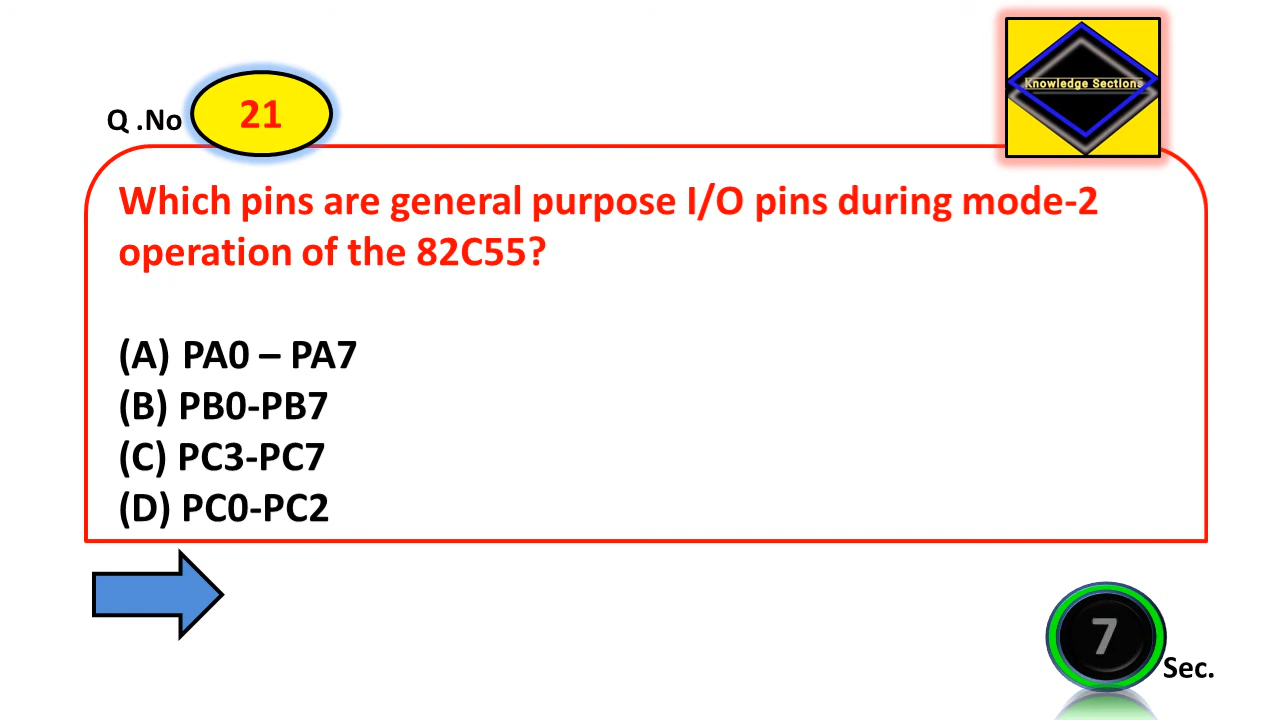 Knowledge Sections
Q .No 21
Which pins are general purpose I/O pins during mode-2
operation of the 82C55?
(A) PA0 – PA7
(B) PB0-PB7
(C) PC3-PC7
(D) PC0-PC2
7 Sec.